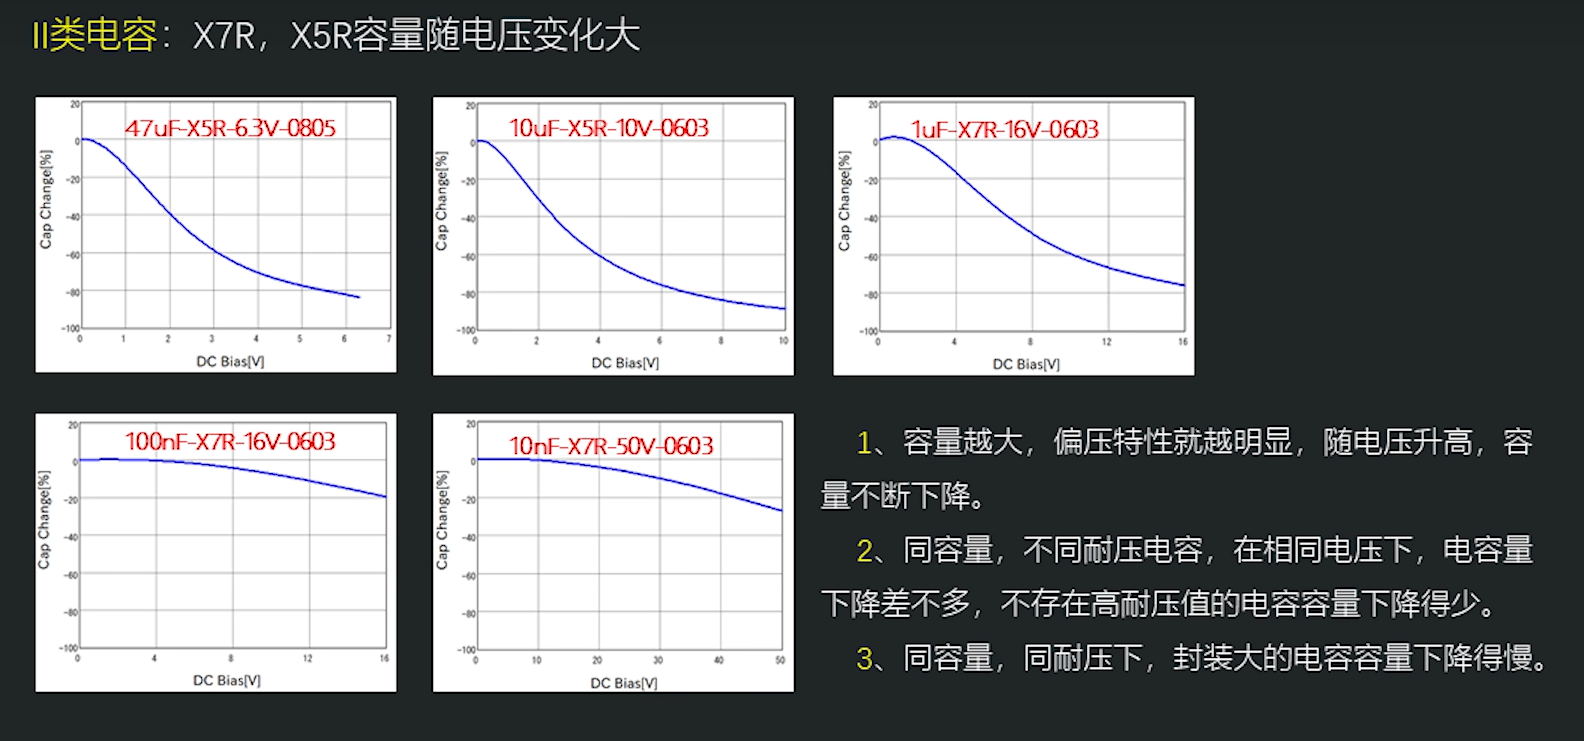 II类电容：X7R，X5R容量随电压变化大
47uF-X5R-6.3V-0805
20
0
-20
-40
-60
-80
-100
0 1 2 3 4 5 6 7
Cap Change[%]
DC Bias[V]
10uF-X5R-10V-0603
20
0
-20
-40
-60
-80
-100
0 2 4 6 8 10
Cap Change[%]
DC Bias[V]
1uF-X7R-16V-0603
20
0
-20
-40
-60
-80
-100
0 4 8 12 16
Cap Change[%]
DC Bias[V]
100nF-X7R-16V-0603
20
0
-20
-40
-60
-80
-100
0 4 8 12 16
Cap Change[%]
DC Bias[V]
10nF-X7R-50V-0603
20
0
-20
-40
-60
-80
-100
0 10 20 30 40 50
Cap Change[%]
DC Bias[V]
1、容量越大，偏压特性就越明显，随电压升高，容
量不断下降。
2、同容量，不同耐压电容，在相同电压下，电容量
下降差不多，不存在高耐压值的电容容量下降得少。
3、同容量，同耐压下，封装大的电容容量下降得慢。